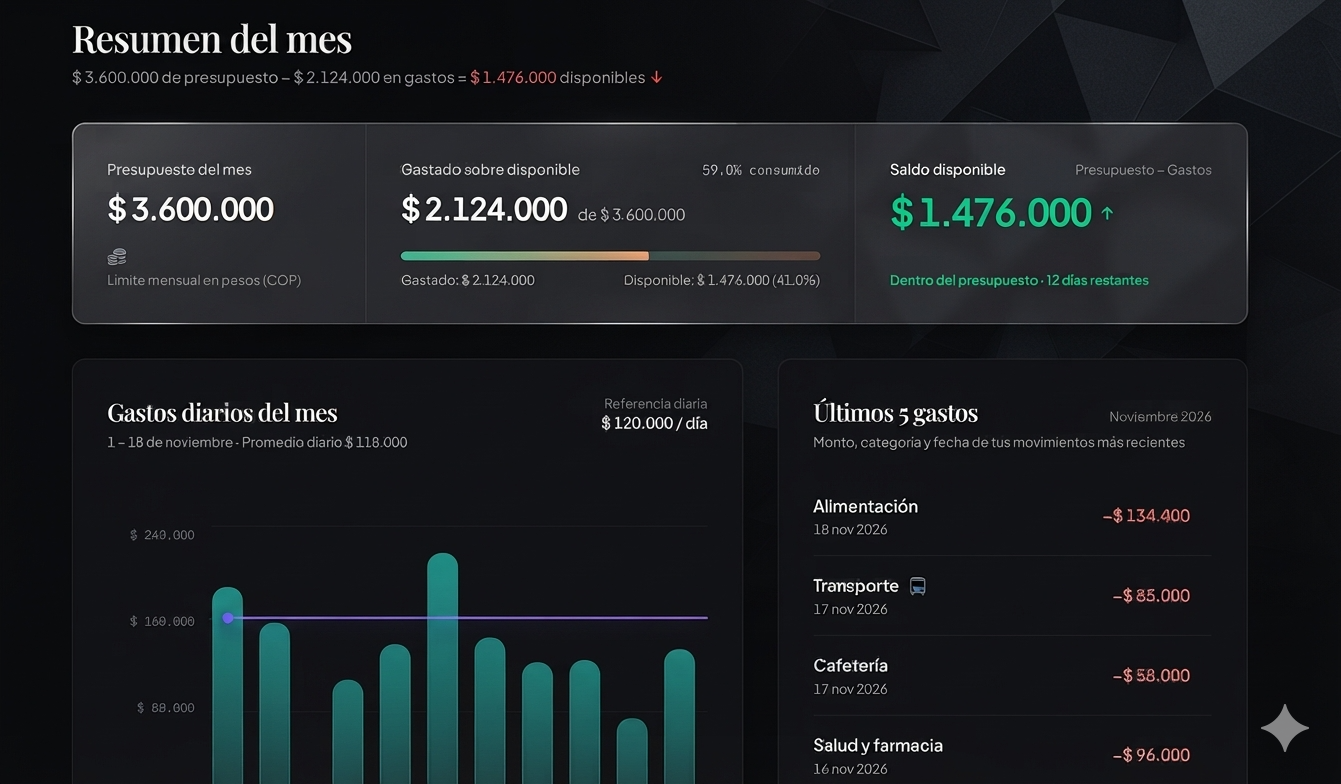 Resumen del mes
$ 3.600.000 de presupuesto – $ 2.124.000 en gastos = $ 1.476.000 disponibles ↓
Presupuesto del mes
$ 3.600.000
Limite mensual en pesos (COP)
Gastado sobre disponible
59.0% consumido
$ 2.124.000 de $ 3.600.000
Gastado: $ 2.124.000
Disponible: $ 1.476.000 (41.0%)
Saldo disponible
Presupuesto – Gastos
$ 1.476.000 ↑
Dentro del presupuesto · 12 días restantes
Gastos diarios del mes
1 – 18 de noviembre - Promedio diario $ 118.000
Referencia diaria
$ 120.000 / día
$ 240.000
$ 160.000
$ 80.000
Últimos 5 gastos
Noviembre 2026
Monto, categoría y fecha de tus movimientos más recientes
Alimentación
18 nov 2026
–$ 134.400
Transporte
17 nov 2026
–$ 85.000
Cafetería
17 nov 2026
–$ 58.000
Salud y farmacia
16 nov 2026
–$ 96.000